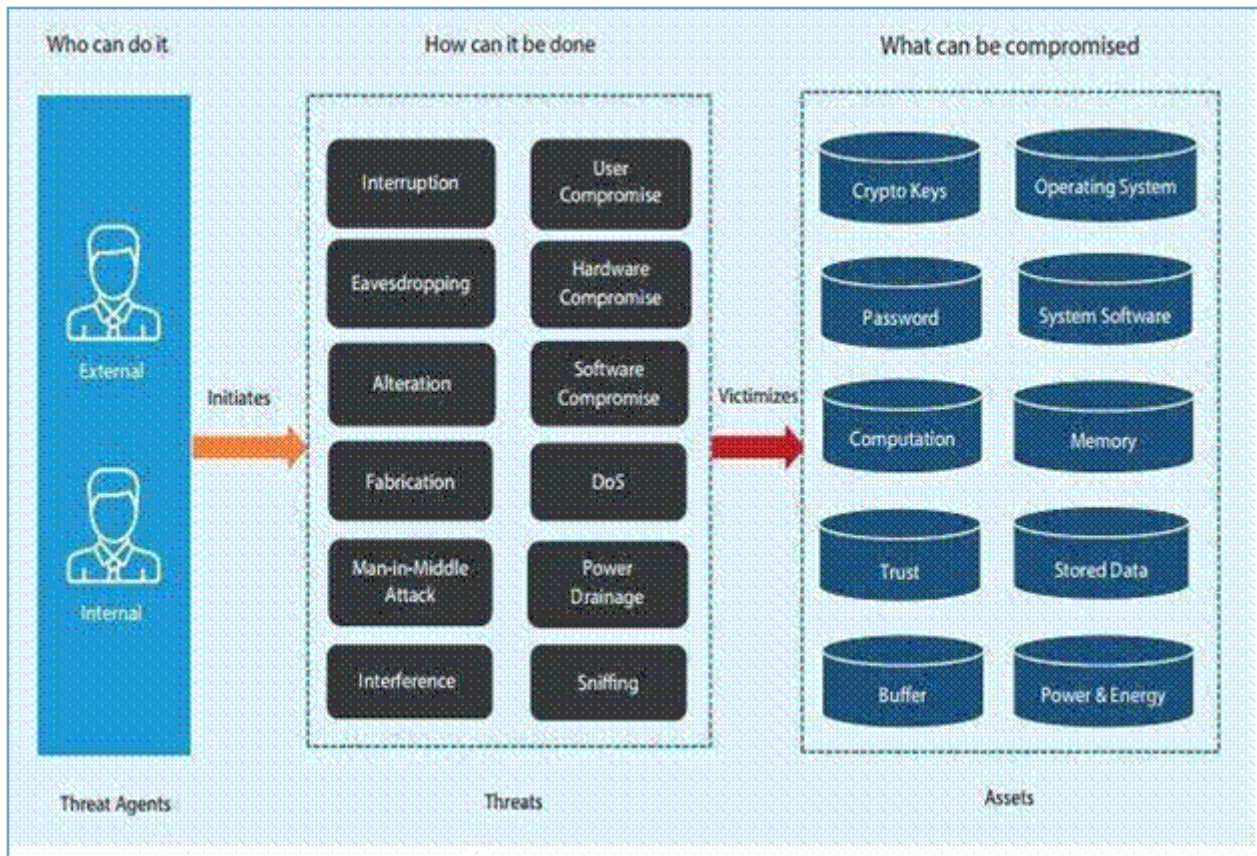 Who can do it
How can it be done
What can be compromised
External
Internal
Initiates
Interruption
User
Compromise
Eavesdropping
Hardware
Compromise
Alteration
Software
Compromise
Fabrication
DoS
Man-in-Middle
Attack
Power
Drainage
Interference
Sniffing
Victimizes
Crypto Keys
Operating System
Password
System Software
Computation
Memory
Trust
Stored Data
Buffer
Power & Energy
Threat Agents
Threats
Assets